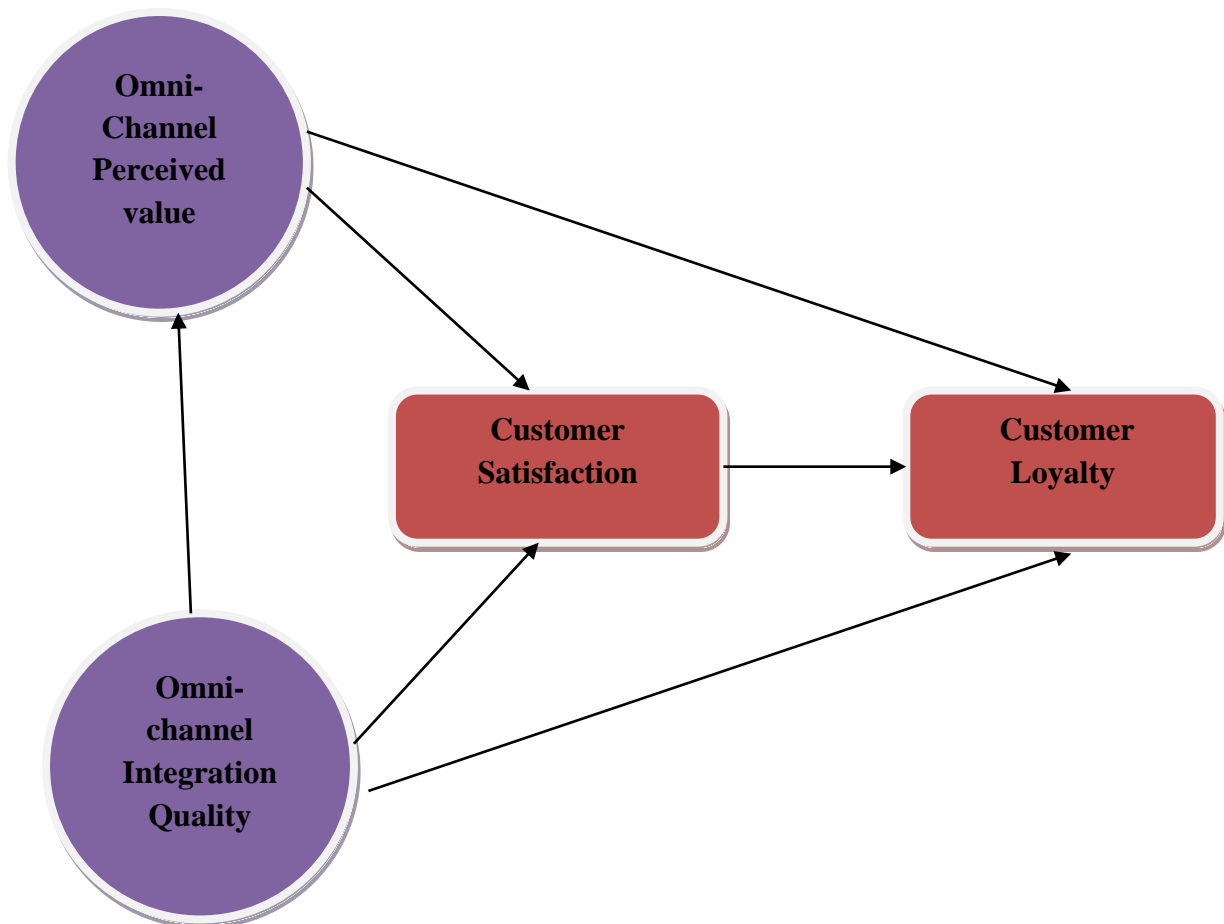 Omni-
Channel
Perceived
value
Customer
Satisfaction
Customer
Loyalty
Omni-
channel
Integration
Quality